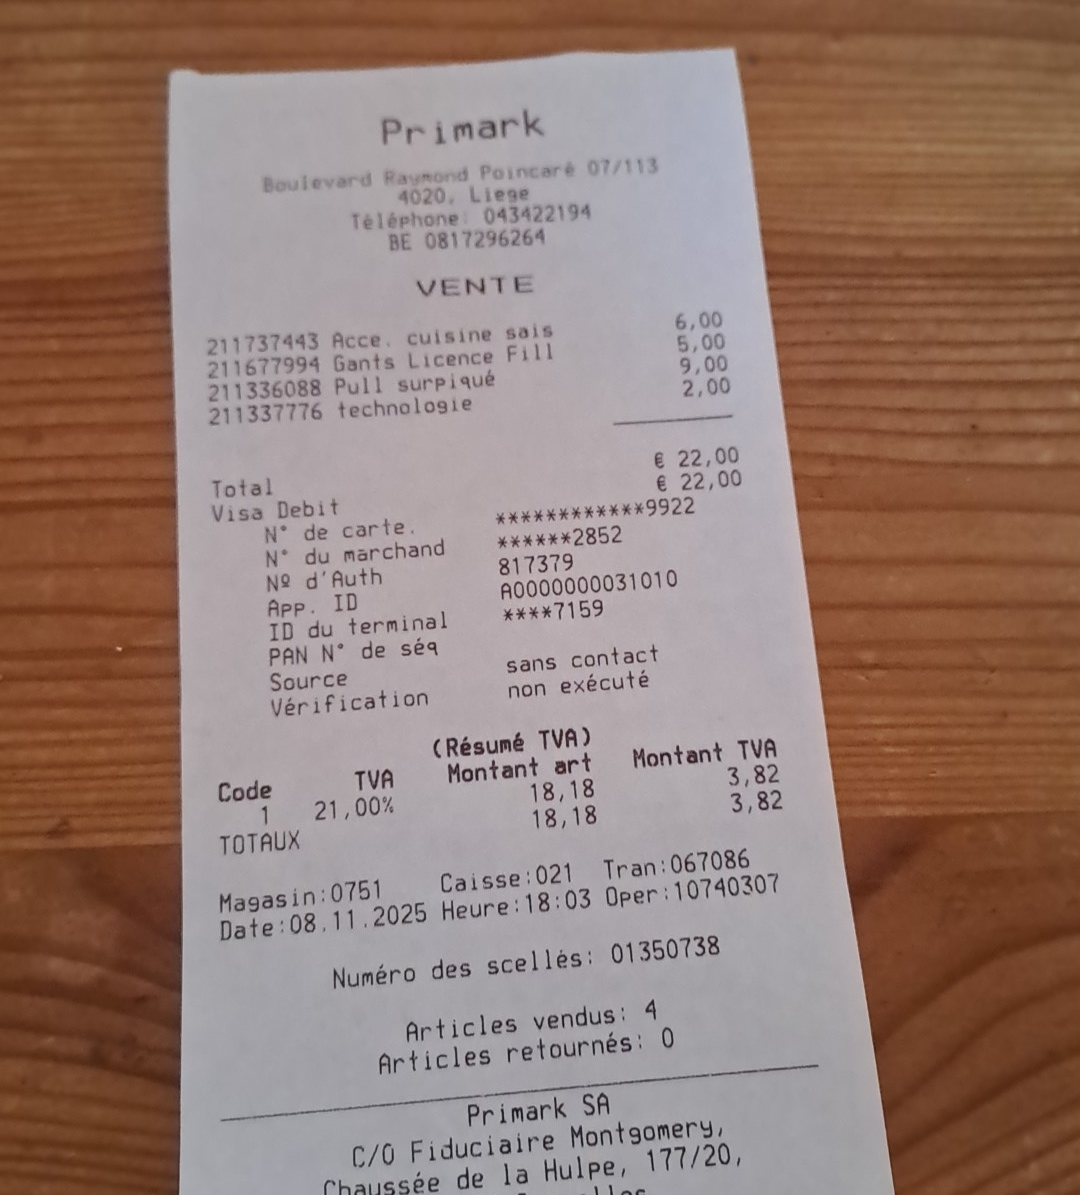 Primark
Boulevard Raymond Poincaré 07/113
4020, Liege
Téléphone: 043422194
BE 0817296264
VENTE
211737443 Acce. cuisine sais 6,00
211677994 Gants Licence Fill 5,00
211336088 Pull surpiqué 9,00
211337776 technologie 2,00
Total € 22,00
Visa Debit € 22,00
N° de carte. ************9922
N° du marchand ******2852
Nº d'Auth 817379
App. ID A0000000031010
ID du terminal ****7159
PAN N° de séq
Source sans contact
Vérification non exécuté
(Résumé TVA)
Code TVA Montant art Montant TVA
1 21,00% 18,18 3,82
TOTAUX 18,18 3,82
Magasin:0751 Caisse:021 Tran:067086
Date:08.11.2025 Heure:18:03 Oper:10740307
Numéro des scellés: 01350738
Articles vendus: 4
Articles retournés: 0
Primark SA
C/O Fiduciaire Montgomery,
Chaussée de la Hulpe, 177/20,